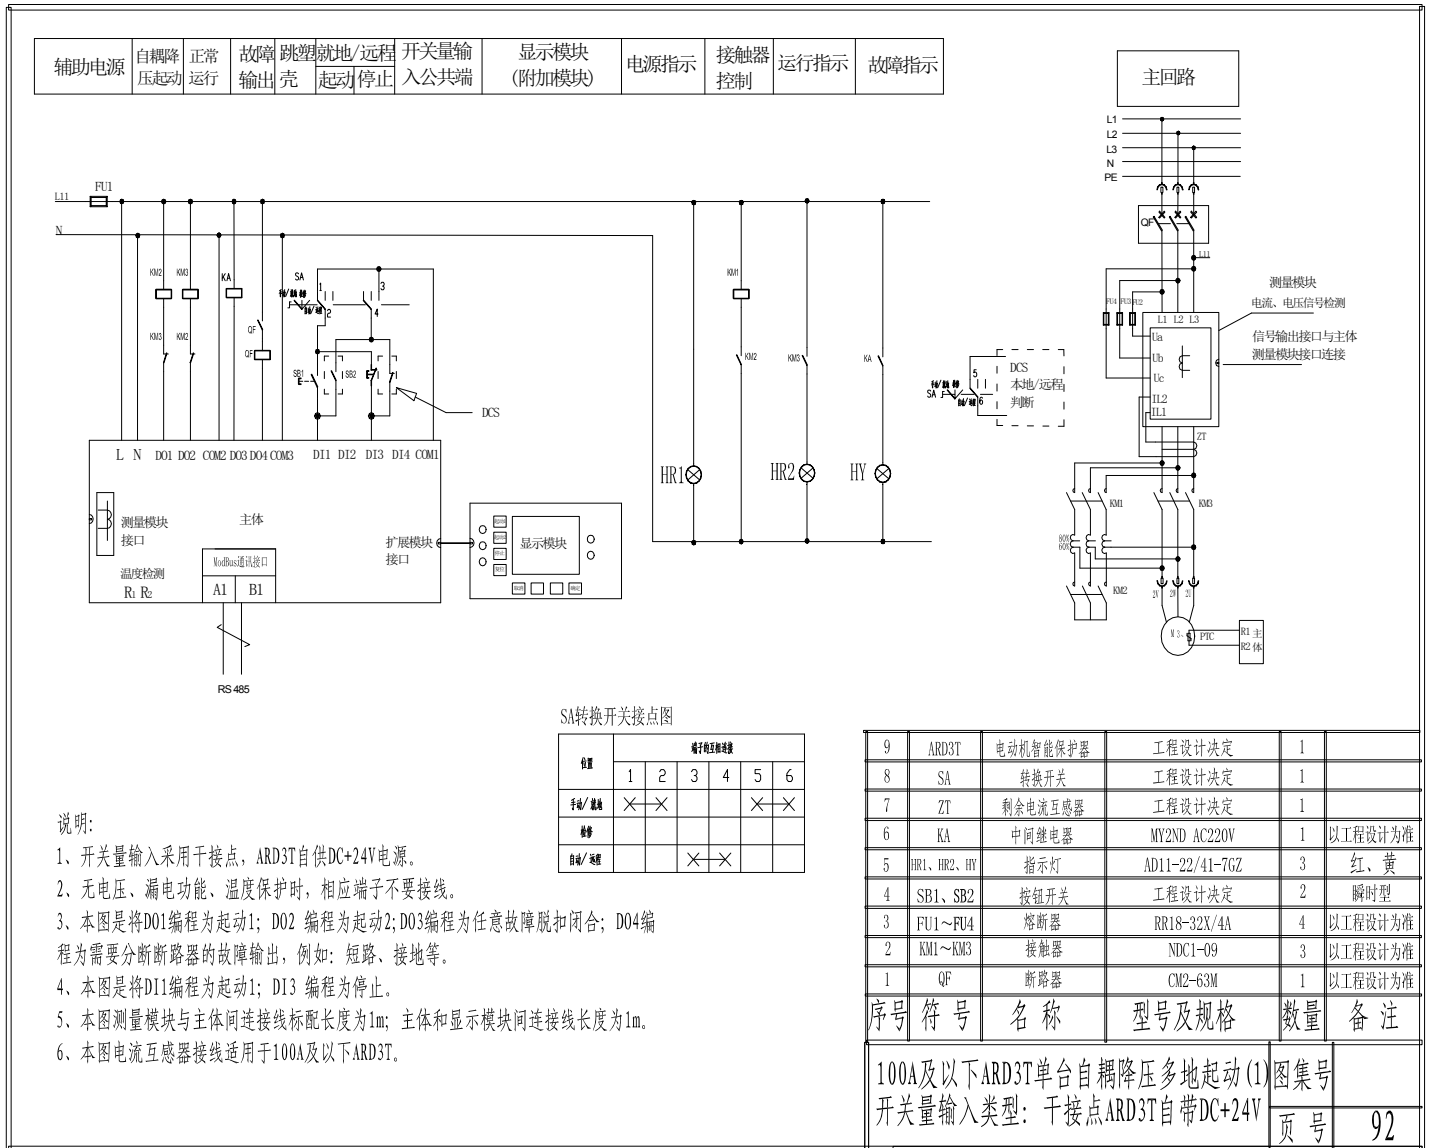 辅助电源
自耦降
压起动
正常
运行
故障
输出
跳塑
壳
就地/远程
起动
停止
开关量输
入公共端
显示模块
(附加模块)
电源指示
接触器
控制
运行指示
故障指示
主回路
L1
L2
L3
N
PE
L11
FU1
N
QF
L11
KM2
KM3
KA
SA
1
3
2
4
KM3
KM2
QF
QF
SB1
SB2
DCS
KM1
KM2
KM3
KA
HR1
HR2
HY
SA
5
6
DCS
本地/远程
判断
FU4
FU3
FU2
L1 L2 L3
Ua
Ub
Uc
IL2
IL1
ZT
测量模块
电流、电压信号检测
信号输出接口与主体
测量模块接口连接
KM1
KM3
80%
60%
KM2
2V
2W
2U
M 3~
PTC
R1 主
R2 体
L N DO1 DO2 COM2 DO3 DO4 COM3 DI1 DI2 DI3 DI4 COM1
测量模块
接口
主体
扩展模块
接口
ModBus通讯接口
温度检测
R1 R2
A1 B1
RS485
显示模块
SA转换开关接点图
位置
端子的互相连接
1 2 3 4 5 6
手动/就地
检修
自动/远程
说明:
1、开关量输入采用干接点，ARD3T自供DC+24V电源。
2、无电压、漏电功能、温度保护时，相应端子不要接线。
3、本图是将DO1编程为起动1; DO2 编程为起动2;DO3编程为任意故障脱扣闭合; DO4编
程为需要分断断路器的故障输出，例如: 短路、接地等。
4、本图是将DI1编程为起动1; DI3 编程为停止。
5、本图测量模块与主体间连接线标配长度为1m; 主体和显示模块间连接线长度为1m。
6、本图电流互感器接线适用于100A及以下ARD3T。
9 ARD3T 电动机智能保护器 工程设计决定 1
8 SA 转换开关 工程设计决定 1
7 ZT 剩余电流互感器 工程设计决定 1
6 KA 中间继电器 MY2ND AC220V 1 以工程设计为准
5 HR1、HR2、HY 指示灯 AD11-22/41-7GZ 3 红、黄
4 SB1、SB2 按钮开关 工程设计决定 2 瞬时型
3 FU1～FU4 熔断器 RR18-32X/4A 4 以工程设计为准
2 KM1～KM3 接触器 NDC1-09 3 以工程设计为准
1 QF 断路器 CM2-63M 1 以工程设计为准
序号 符 号 名 称 型号及规格 数量 备 注
100A及以下ARD3T单台自耦降压多地起动(1)
开关量输入类型: 干接点ARD3T自带DC+24V
图集号
页 号 92